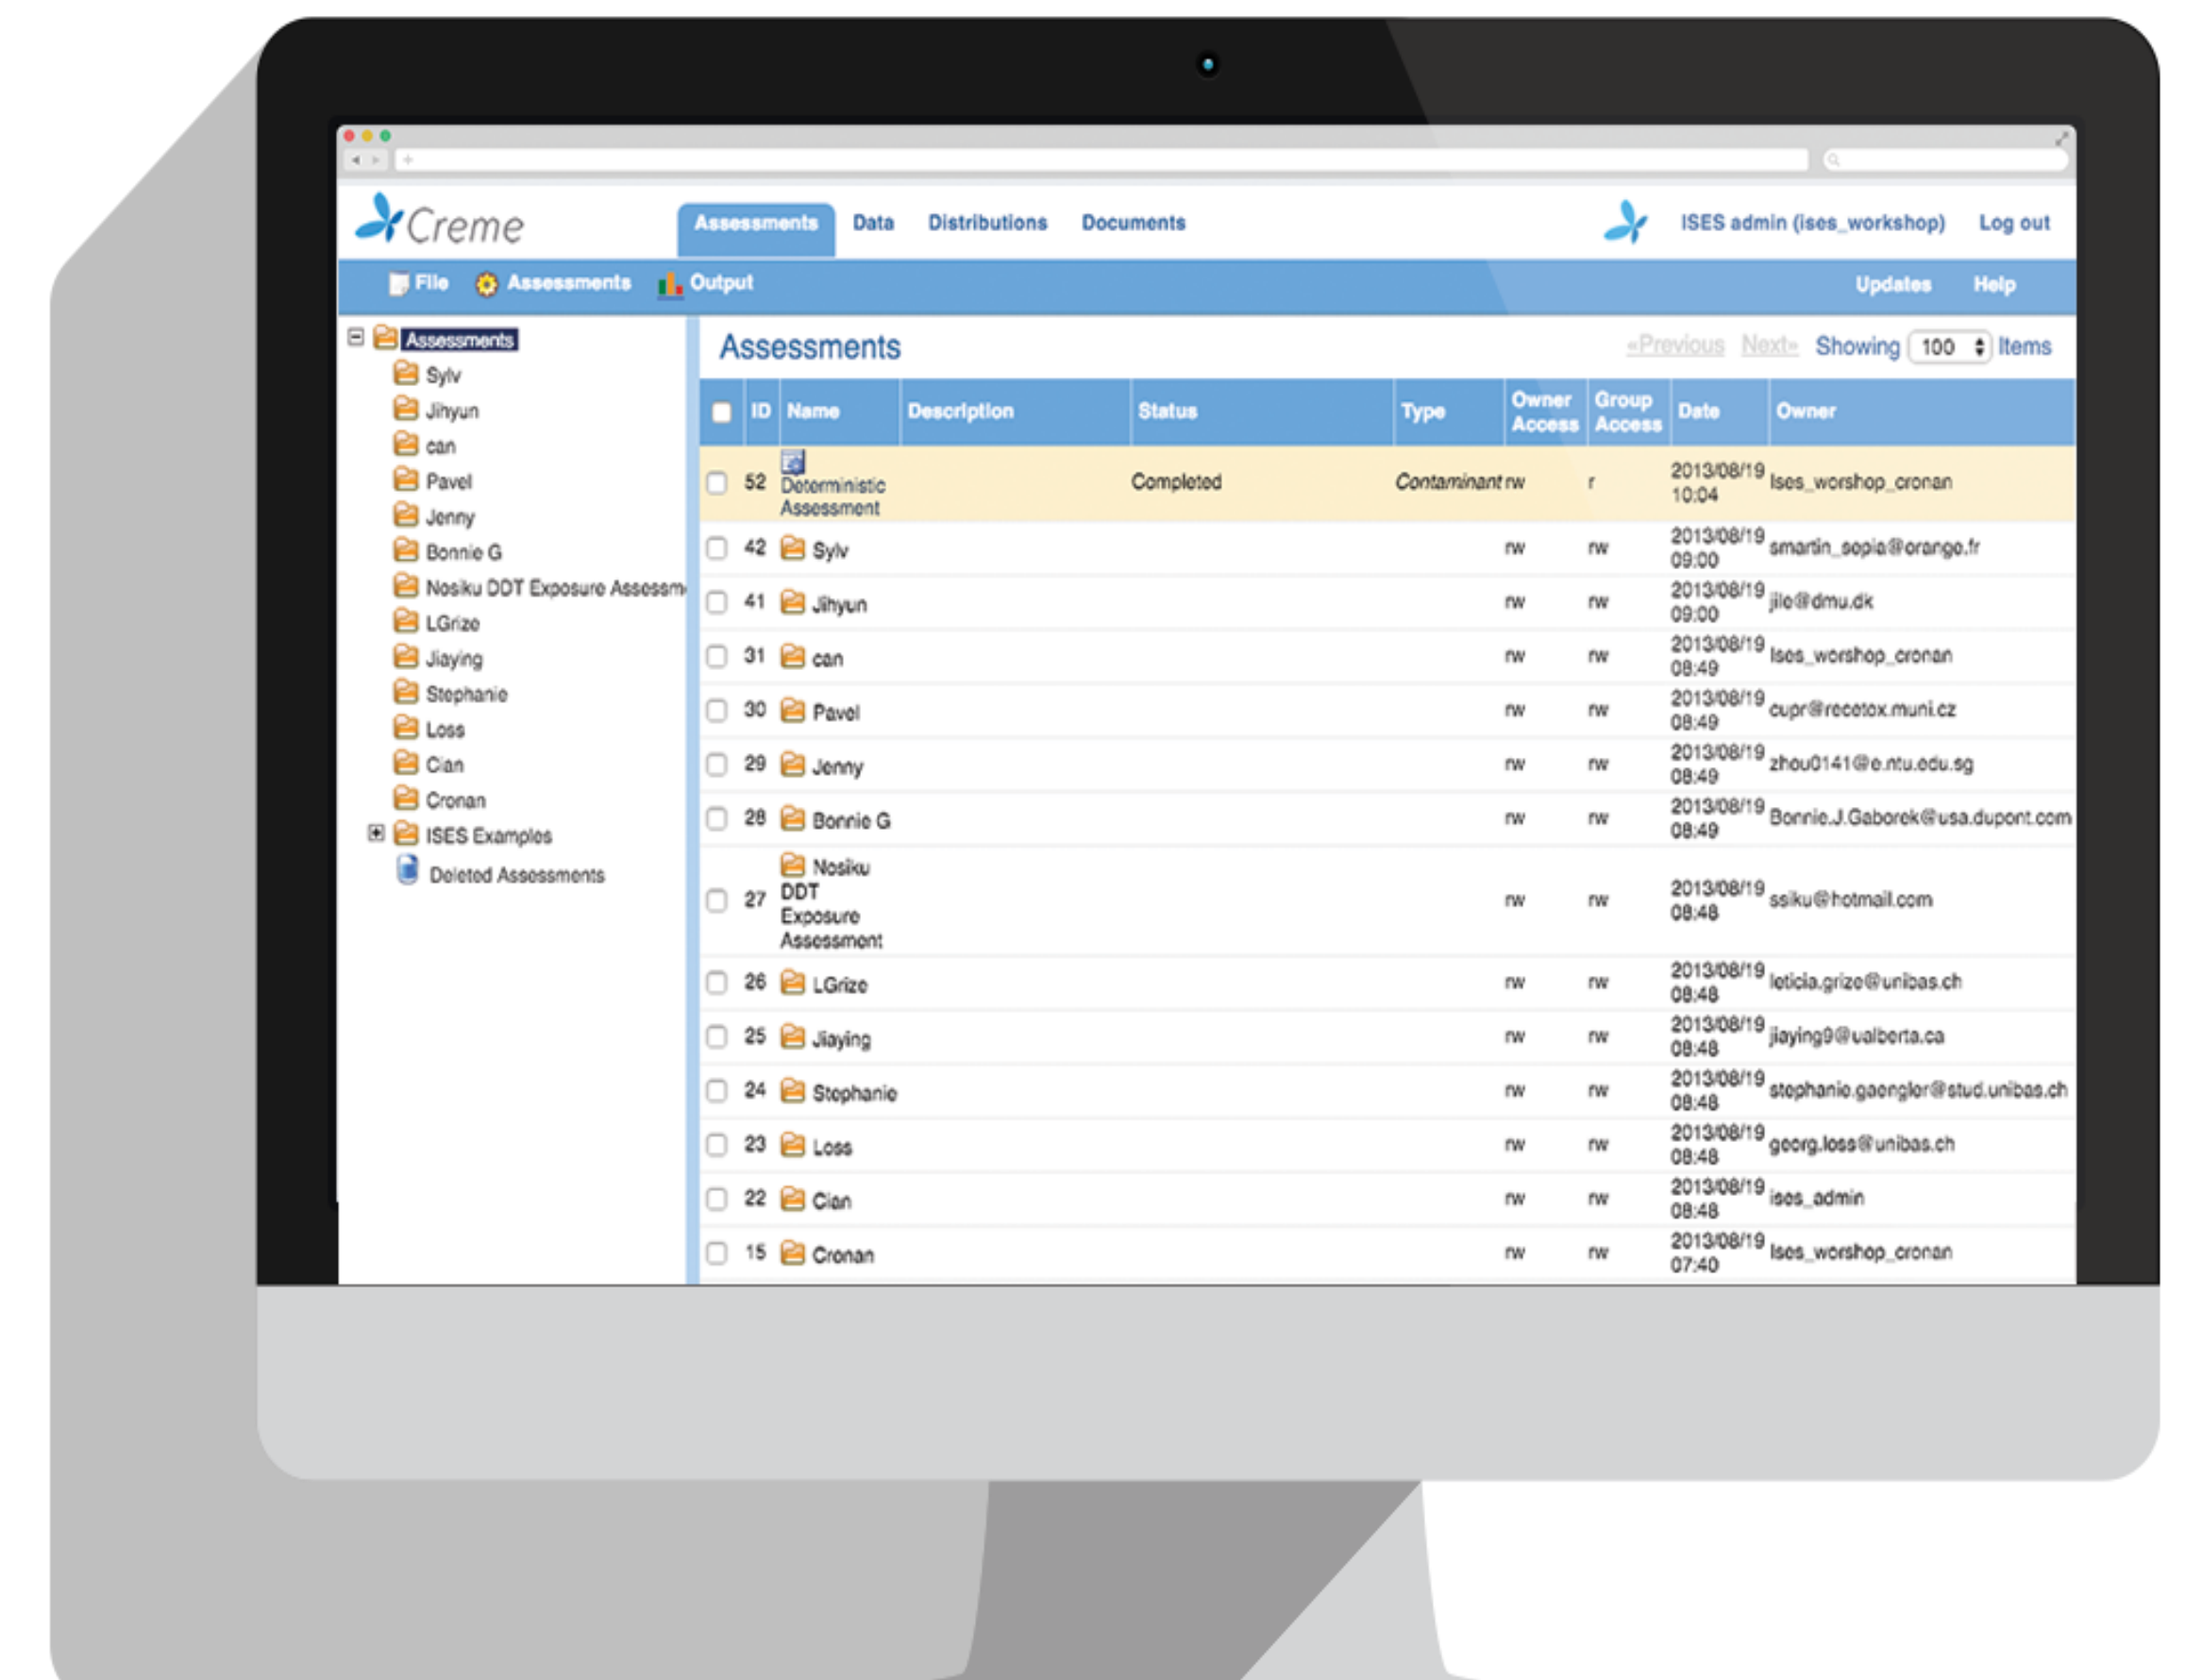 Creme
Assessments Data Distributions Documents ISES admin (ises_workshop) Log out
File Assessments Output Updates Help
Assessments
Sylv
Jihyun
can
Pavel
Jenny
Bonnie G
Nosiku DDT Exposure Assessm
LGrize
Jiaying
Stephanie
Loss
Cian
Cronan
ISES Examples
Deleted Assessments
Assessments «Previous Next» Showing 100 Items
ID Name Description Status Type Owner Access Group Access Date Owner
52 Deterministic Assessment Completed Contaminant rw r 2013/08/19 10:04 Ises_worshop_cronan
42 Sylv rw rw 2013/08/19 09:00 smartin_sepia@orange.fr
41 Jihyun rw rw 2013/08/19 09:00 jile@dmu.dk
31 can rw rw 2013/08/19 08:49 Ises_worshop_cronan
30 Pavel rw rw 2013/08/19 08:49 cupr@recetox.muni.cz
29 Jenny rw rw 2013/08/19 08:49 zhou0141@e.ntu.edu.sg
28 Bonnie G rw rw 2013/08/19 08:49 Bonnie.J.Gaborek@usa.dupont.com
27 Nosiku DDT Exposure Assessment rw rw 2013/08/19 08:48 ssiku@hotmail.com
26 LGrize rw rw 2013/08/19 08:48 leticia.grize@unibas.ch
25 Jiaying rw rw 2013/08/19 08:48 jiaying9@ualberta.ca
24 Stephanie rw rw 2013/08/19 08:48 stephanie.gaengler@stud.unibas.ch
23 Loss rw rw 2013/08/19 08:48 georg.loss@unibas.ch
22 Cian rw rw 2013/08/19 08:48 ises_admin
15 Cronan rw rw 2013/08/19 07:40 Ises_worshop_cronan